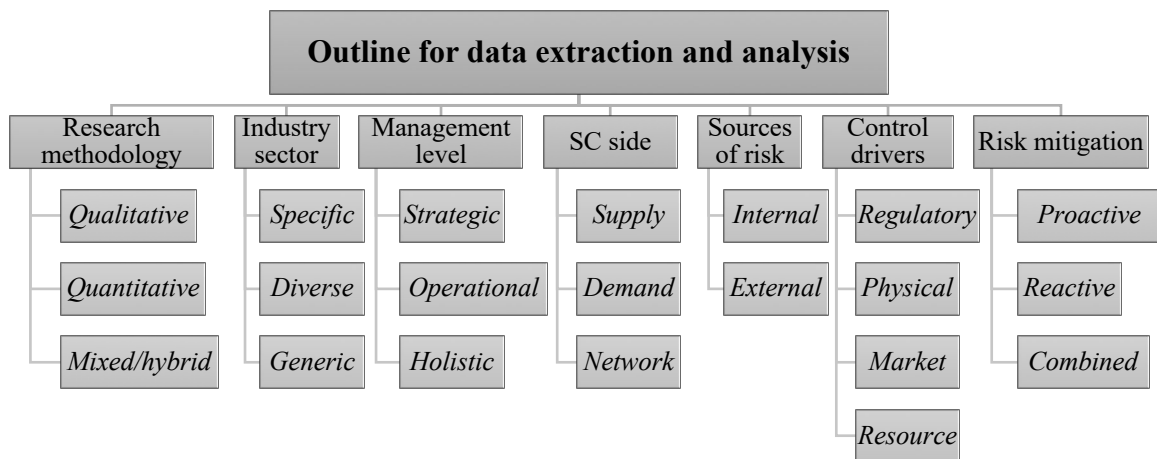 Outline for data extraction and analysis
Research
methodology
Qualitative
Quantitative
Mixed/hybrid
Industry
sector
Specific
Diverse
Generic
Management
level
Strategic
Operational
Holistic
SC side
Supply
Demand
Network
Sources
of risk
Internal
External
Control
drivers
Regulatory
Physical
Market
Resource
Risk mitigation
Proactive
Reactive
Combined